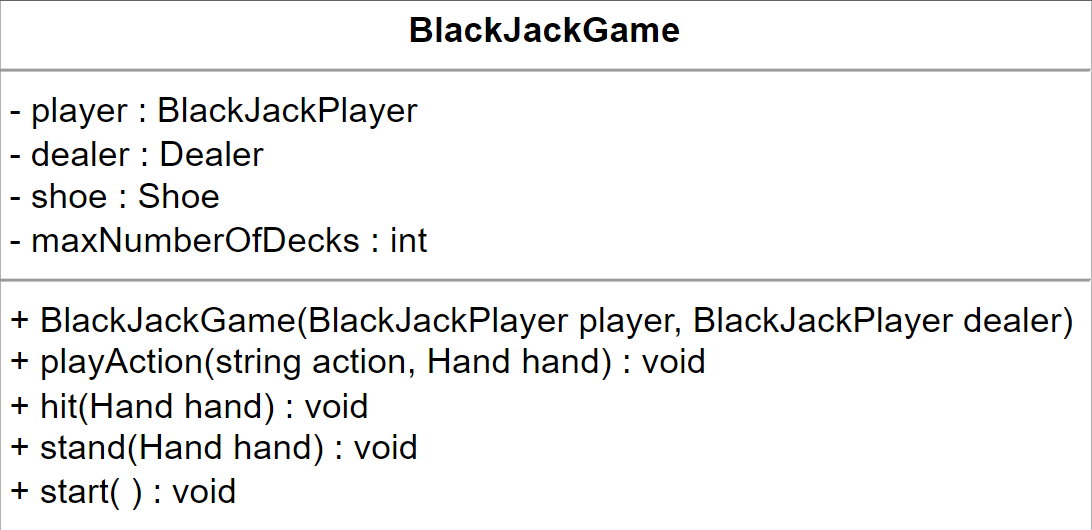 BlackJackGame
- player : BlackJackPlayer
- dealer : Dealer
- shoe : Shoe
- maxNumberOfDecks : int
+ BlackJackGame(BlackJackPlayer player, BlackJackPlayer dealer)
+ playAction(string action, Hand hand) : void
+ hit(Hand hand) : void
+ stand(Hand hand) : void
+ start( ) : void